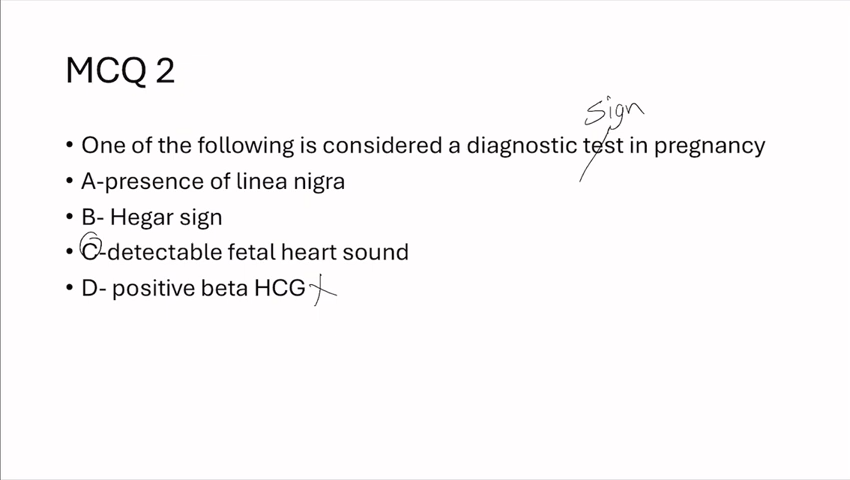 MCQ 2
sign
• One of the following is considered a diagnostic test in pregnancy
• A-presence of linea nigra
• B- Hegar sign
• C-detectable fetal heart sound
• D- positive beta HCG